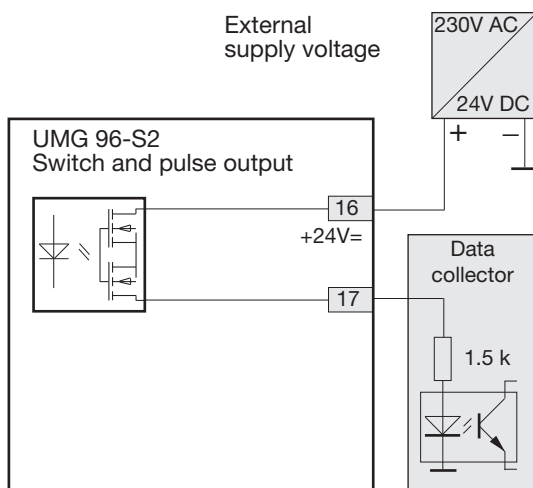 External
supply voltage
230V AC
24V DC
+ −
UMG 96-S2
Switch and pulse output
16
+24V=
17
Data
collector
1.5 k